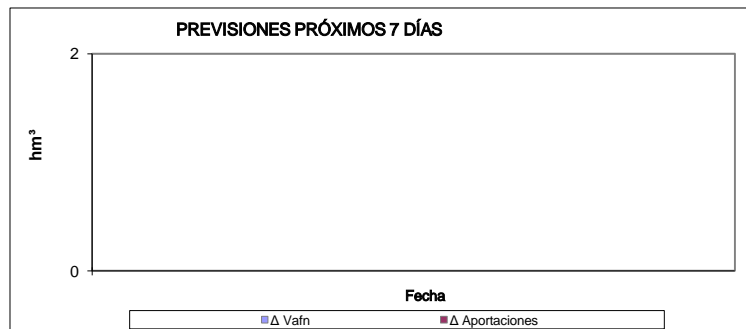 PREVISIONES PRÓXIMOS 7 DÍAS
2
hm³
0
Fecha
Δ Vafn
Δ Aportaciones